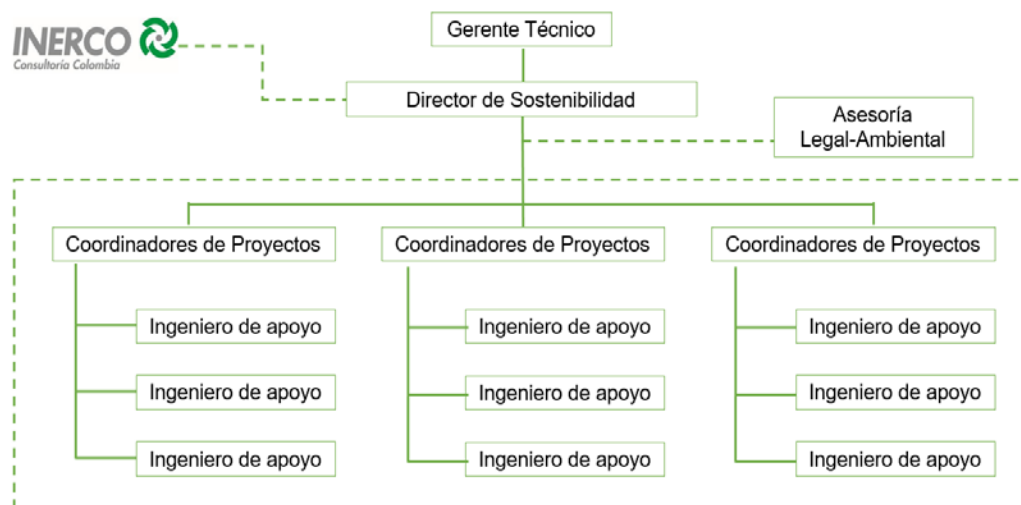 INERCO
Consultoría Colombia
Gerente Técnico
Director de Sostenibilidad
Asesoría
Legal-Ambiental
Coordinadores de Proyectos
Coordinadores de Proyectos
Coordinadores de Proyectos
Ingeniero de apoyo
Ingeniero de apoyo
Ingeniero de apoyo
Ingeniero de apoyo
Ingeniero de apoyo
Ingeniero de apoyo
Ingeniero de apoyo
Ingeniero de apoyo
Ingeniero de apoyo